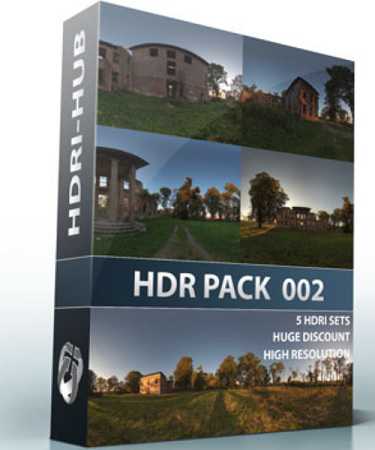 HDRI-HUB
HDR PACK 002
5 HDRI SETS
HUGE DISCOUNT
HIGH RESOLUTION